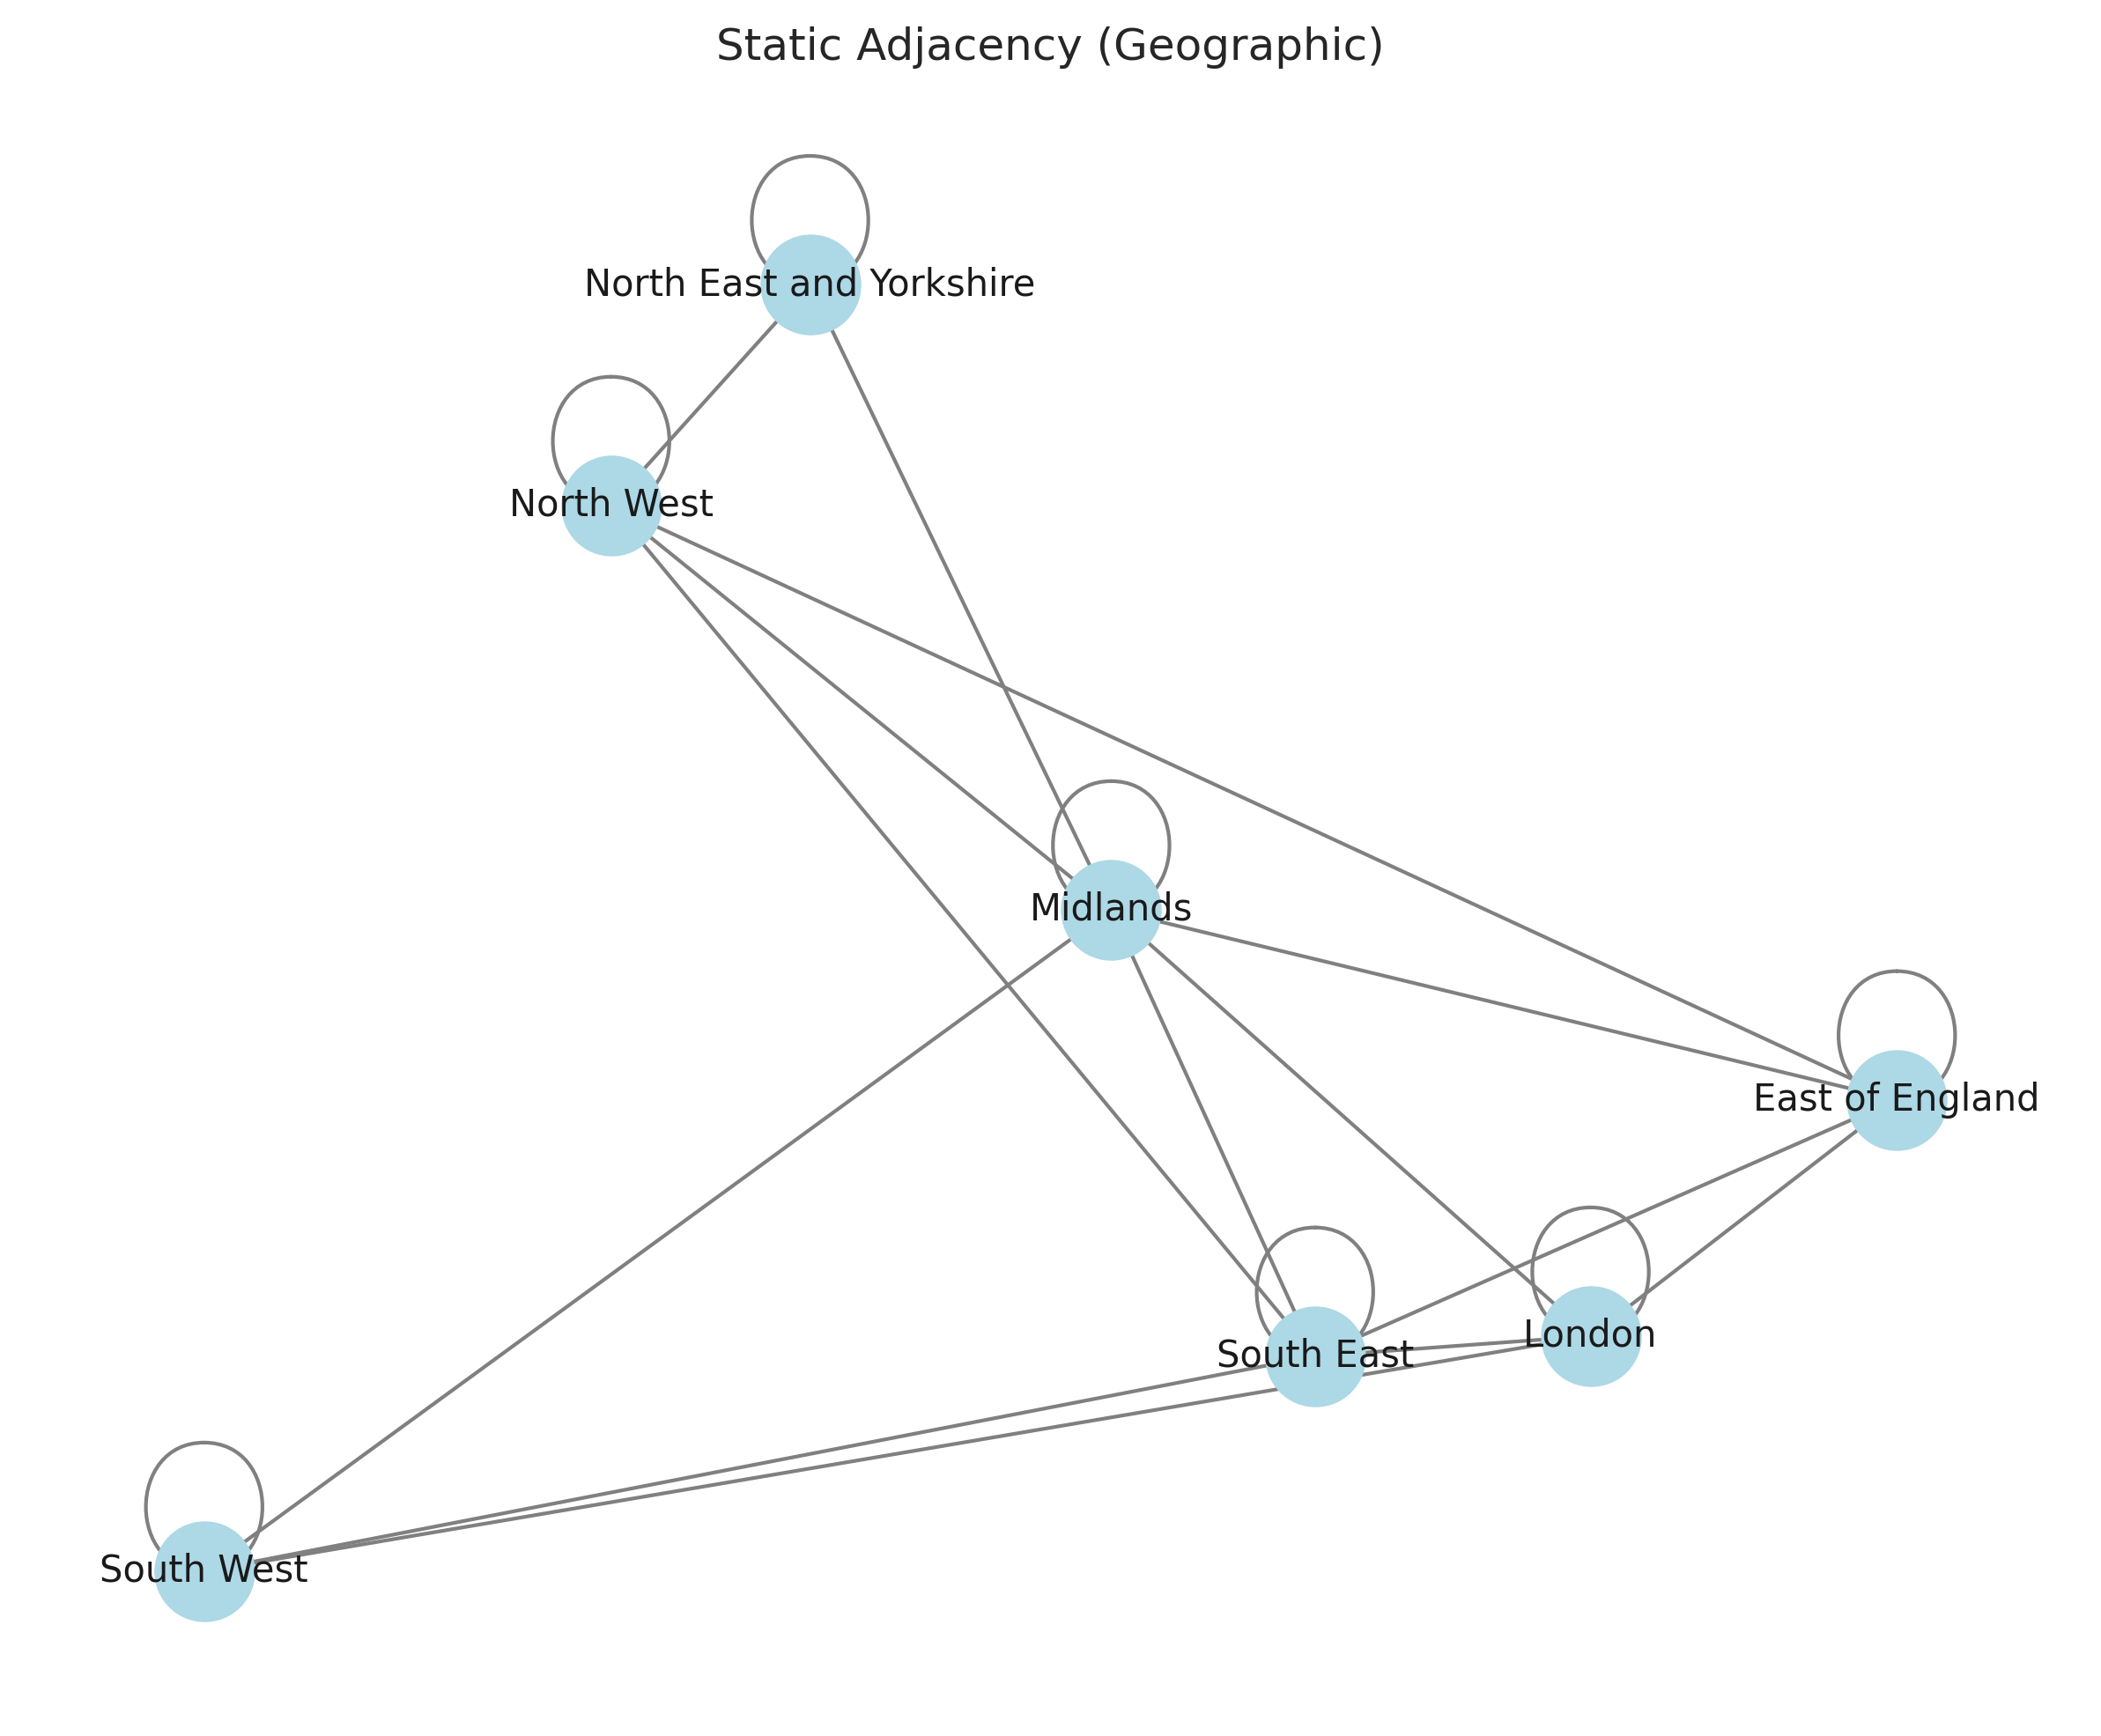 Static Adjacency (Geographic)
North East and Yorkshire
North West
Midlands
East of England
London
South East
South West